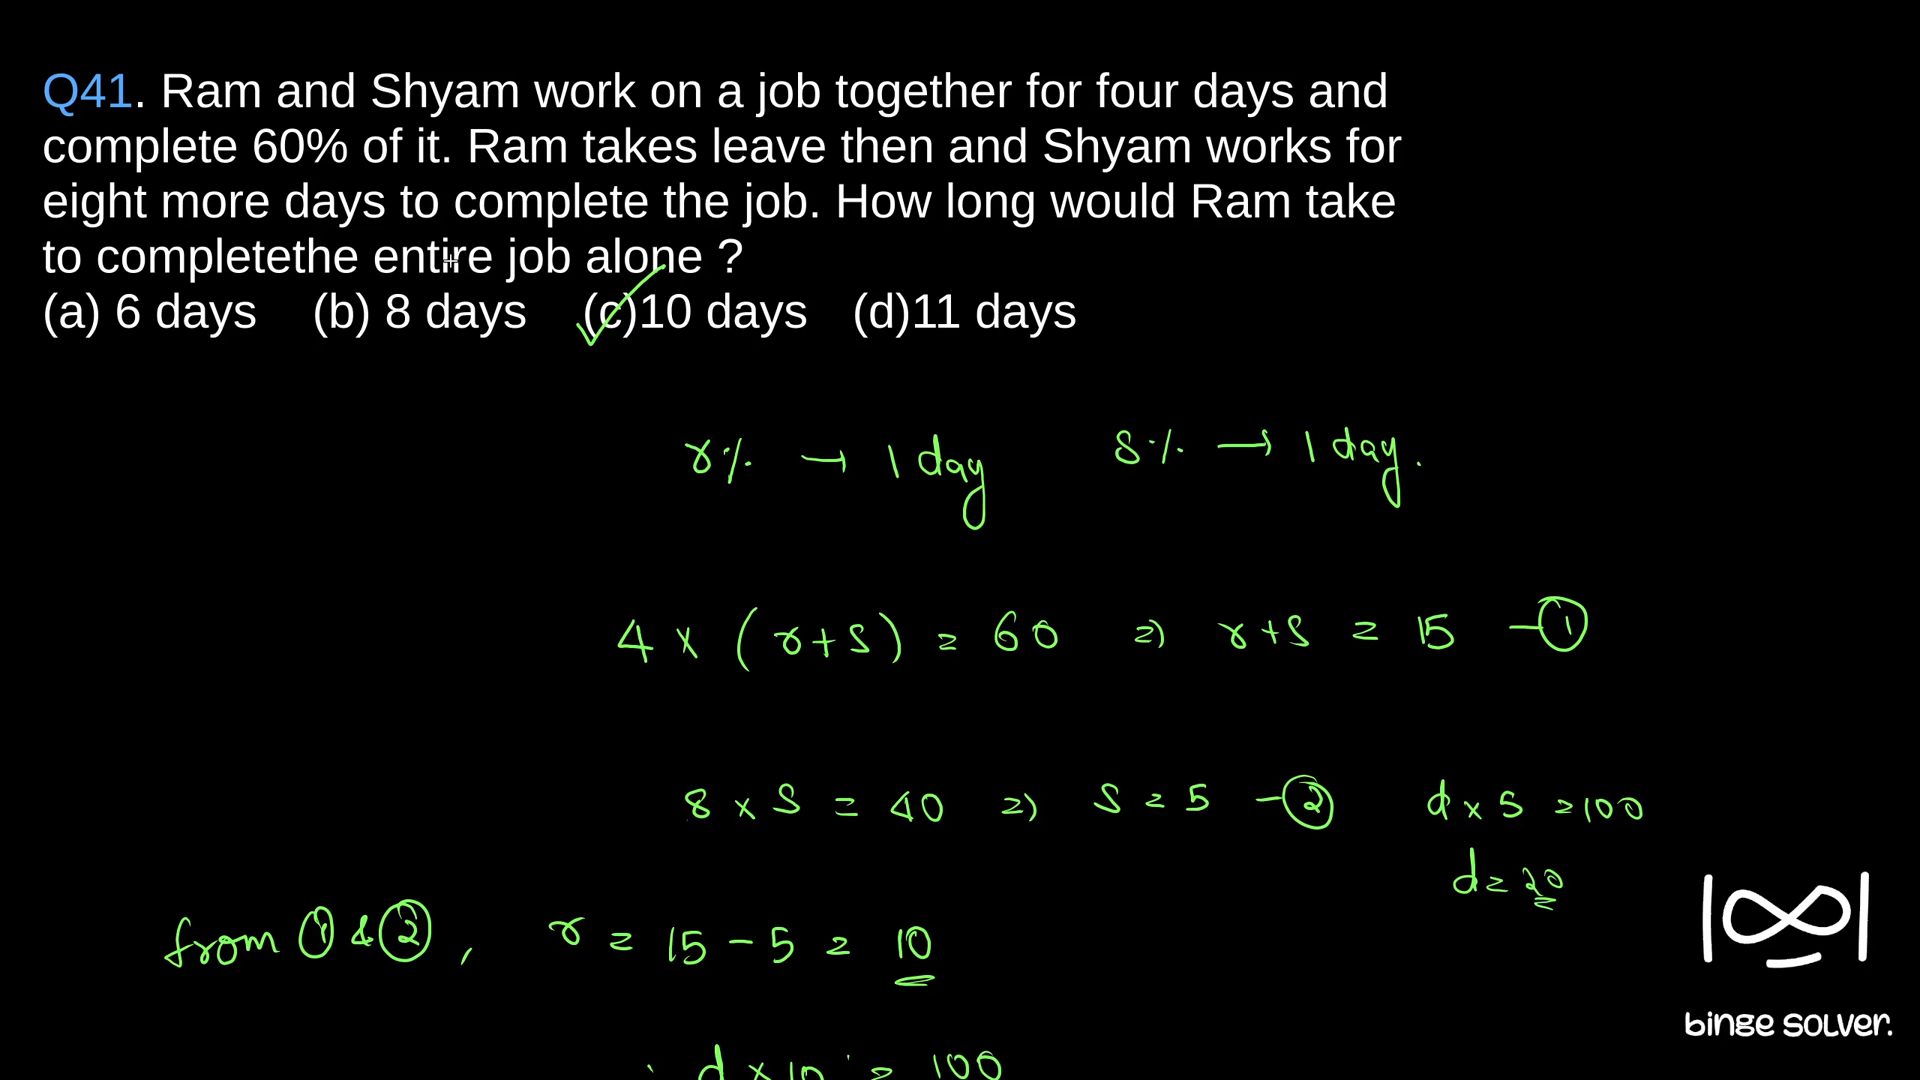 Q41. Ram and Shyam work on a job together for four days and
complete 60% of it. Ram takes leave then and Shyam works for
eight more days to complete the job. How long would Ram take
to completethe entire job alone ?
(a) 6 days (b) 8 days (c)10 days (d)11 days
r% → 1 day s% → 1 day.
4 x (r+s) = 60 => r+s = 15 - ①
8 x s = 40 => s = 5 - ② d x 5 = 100
d = 20
from ① & ②, r = 15 - 5 = 10
d x 10 = 100
binge solver.